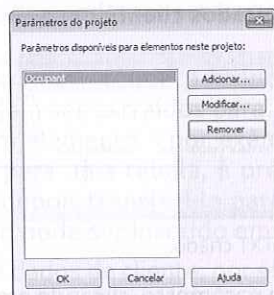 Parâmetros do projeto
Parâmetros disponíveis para elementos neste projeto:
Occupant
Adicionar...
Modificar...
Remover
OK
Cancelar
Ajuda